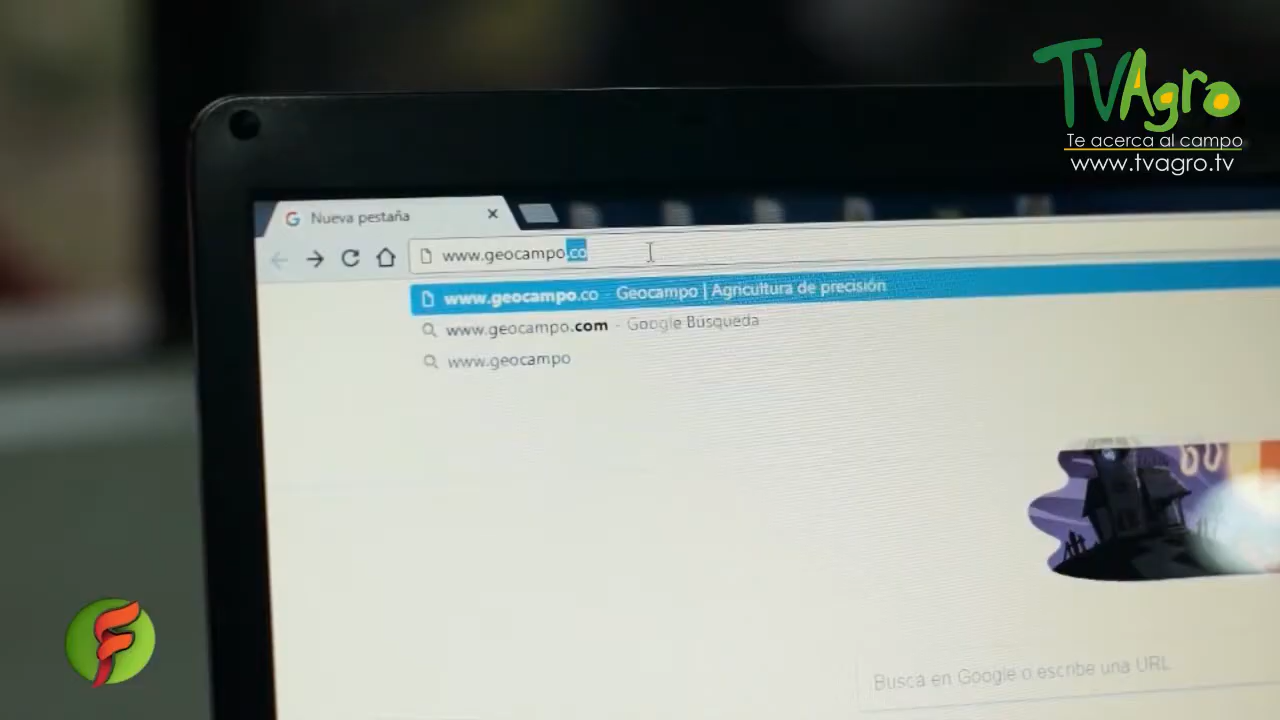 TVAgro
Te acerca al campo
www.tvagro.tv
Nueva pestaña
www.geocampo.co
www.geocampo.co - Geocampo | Agricultura de precisión
www.geocampo.com - Google Búsqueda
www.geocampo
GO
Busca en Google o escribe una URL
F